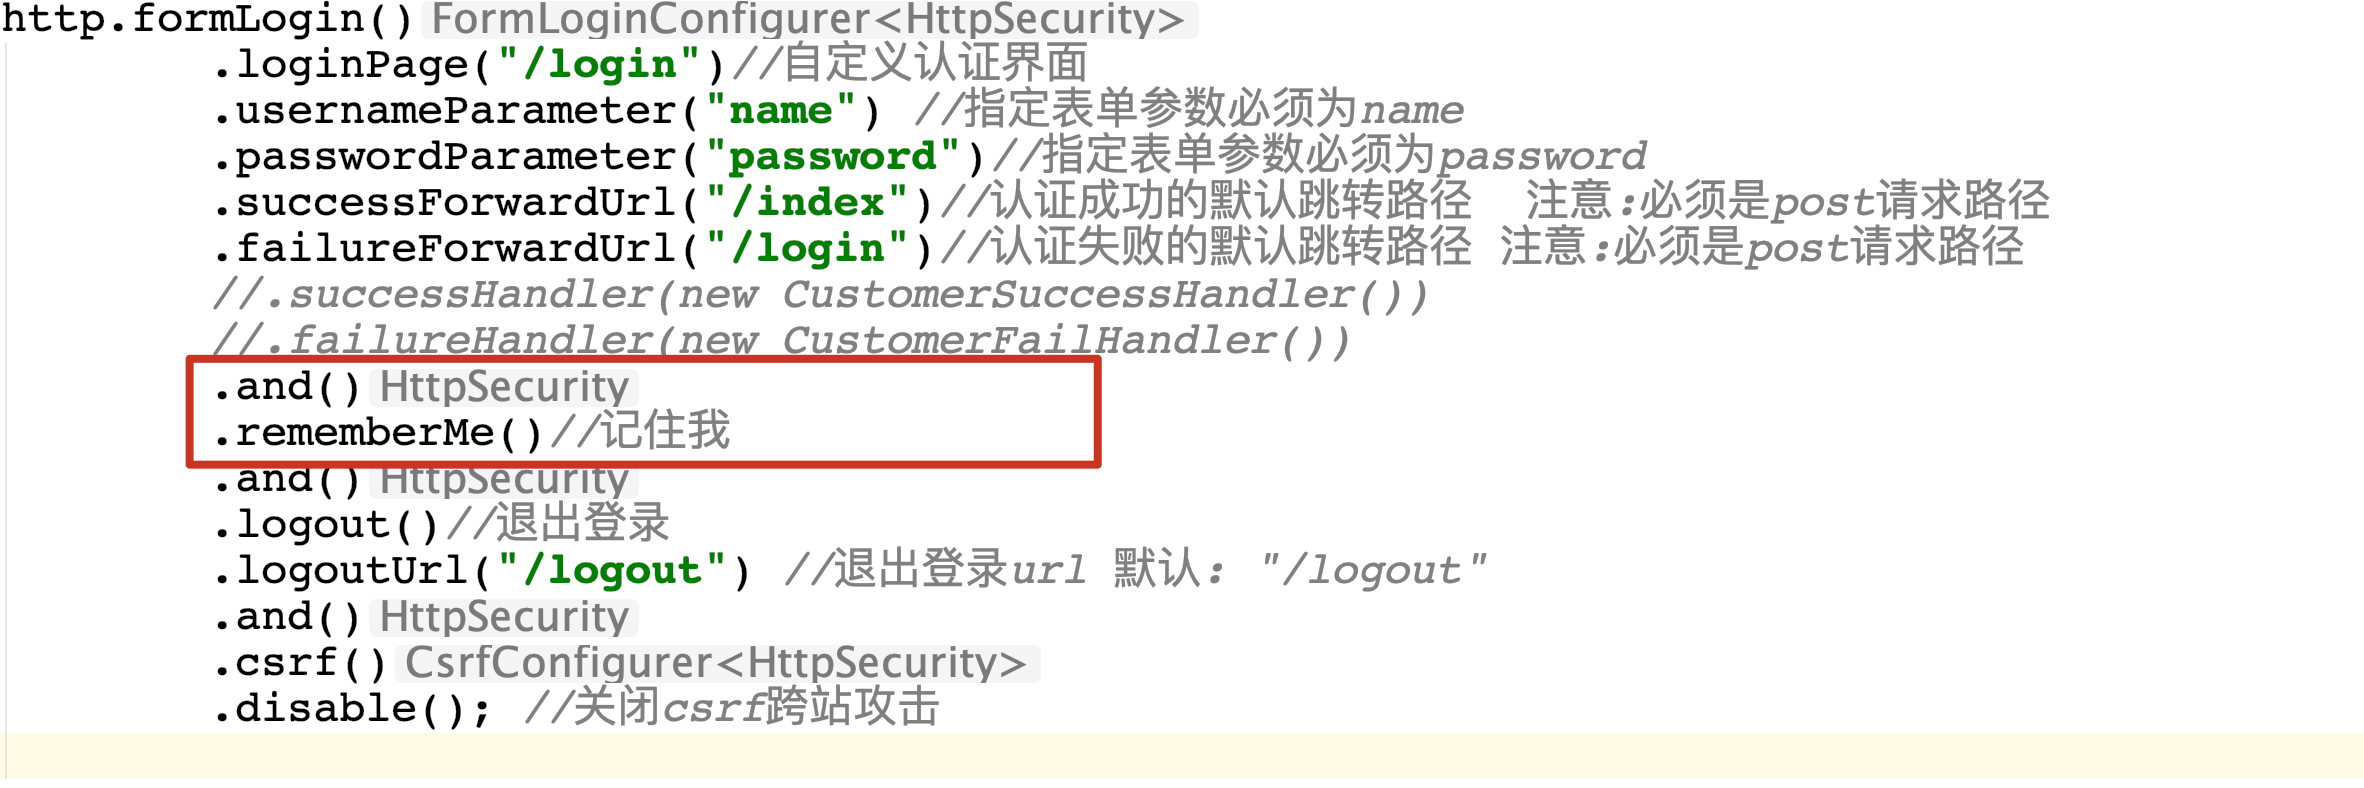 http.formLogin() FormLoginConfigurer<HttpSecurity>
.loginPage("/login")//自定义认证界面
.usernameParameter("name") //指定表单参数必须为name
.passwordParameter("password")//指定表单参数必须为password
.successForwardUrl("/index")//认证成功的默认跳转路径  注意:必须是post请求路径
.failureForwardUrl("/login")//认证失败的默认跳转路径 注意:必须是post请求路径
//.successHandler(new CustomerSuccessHandler())
//.failureHandler(new CustomerFailHandler())
.and() HttpSecurity
.rememberMe()//记住我
.and() HttpSecurity
.logout()//退出登录
.logoutUrl("/logout") //退出登录url 默认: "/logout"
.and() HttpSecurity
.csrf() CsrfConfigurer<HttpSecurity>
.disable(); //关闭csrf跨站攻击